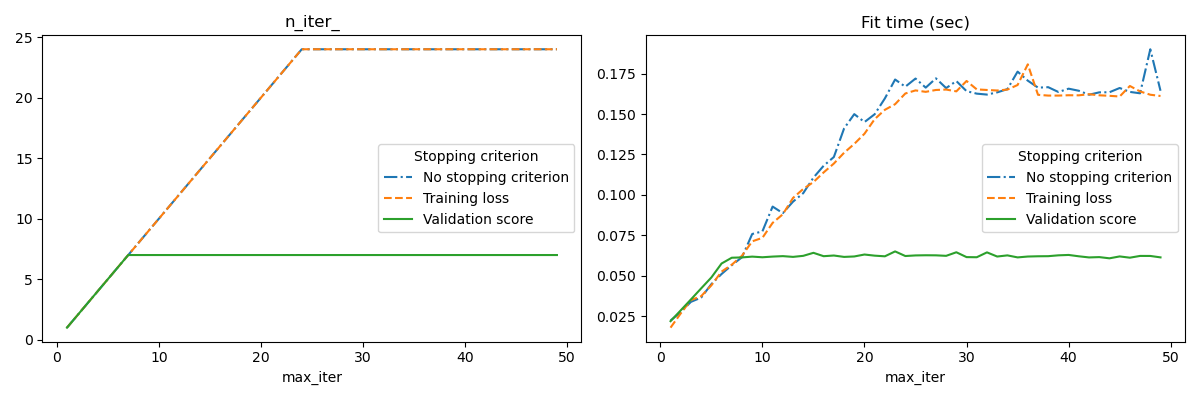 n_iter_
25
20
15
10
5
0
0
10
20
30
40
50
max_iter
Stopping criterion
No stopping criterion
Training loss
Validation score
Fit time (sec)
0.175
0.150
0.125
0.100
0.075
0.050
0.025
0
10
20
30
40
50
max_iter
Stopping criterion
No stopping criterion
Training loss
Validation score